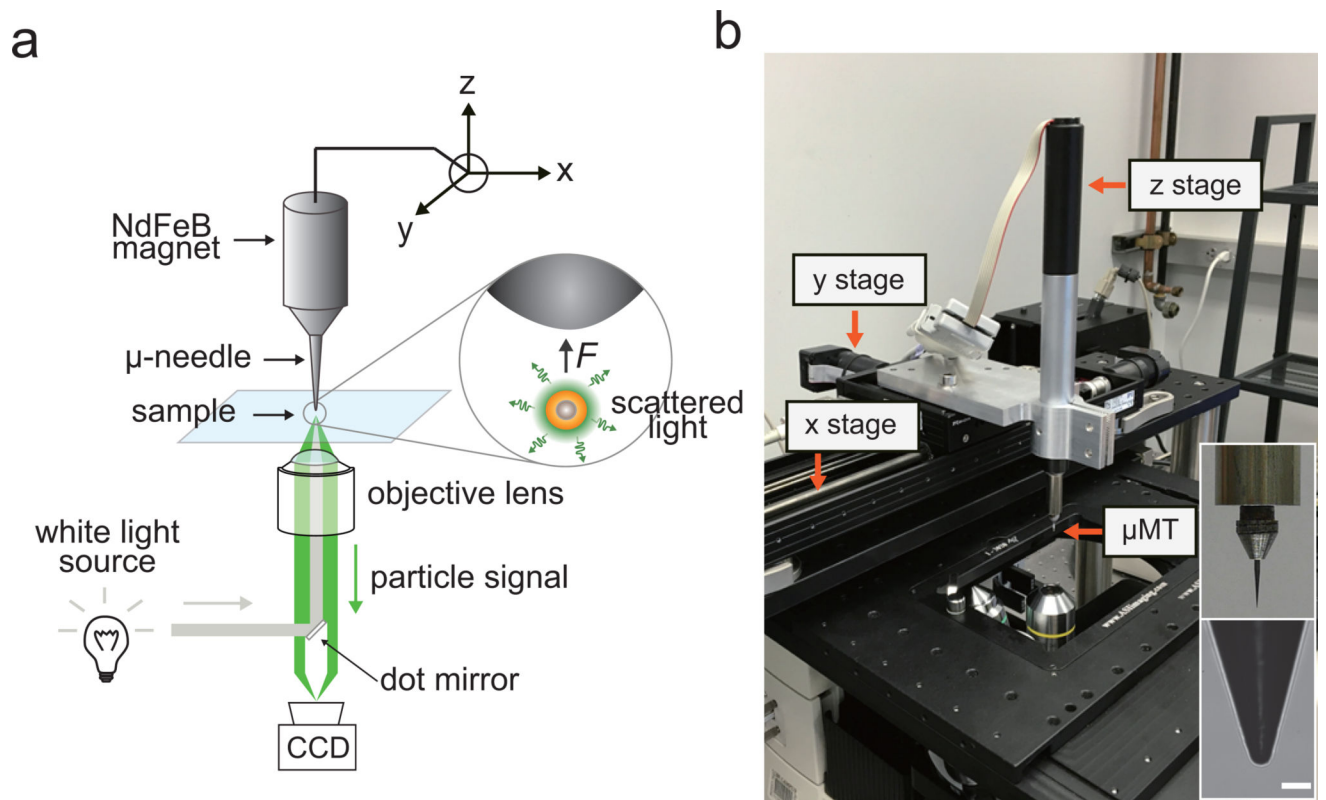 a
z
x
y
NdFeB
magnet
μ-needle
sample
F
scattered
light
objective lens
white light
source
particle signal
dot mirror
CCD
b
z stage
y stage
x stage
μMT